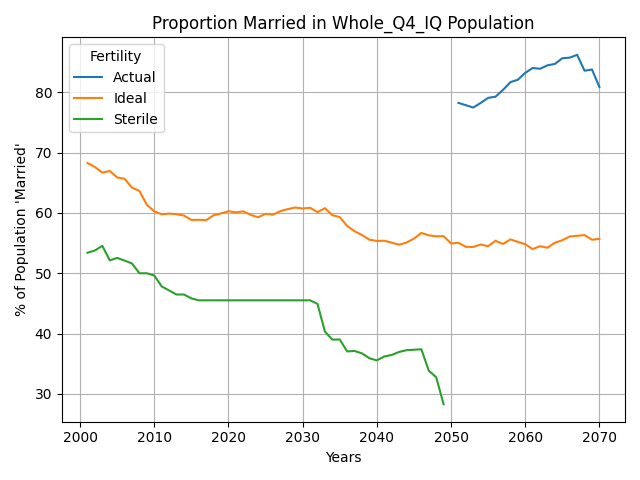 Proportion Married in Whole_Q4_IQ Population
Fertility
Actual
Ideal
Sterile
% of Population 'Married'
80
70
60
50
40
30
2000 2010 2020 2030 2040 2050 2060 2070
Years